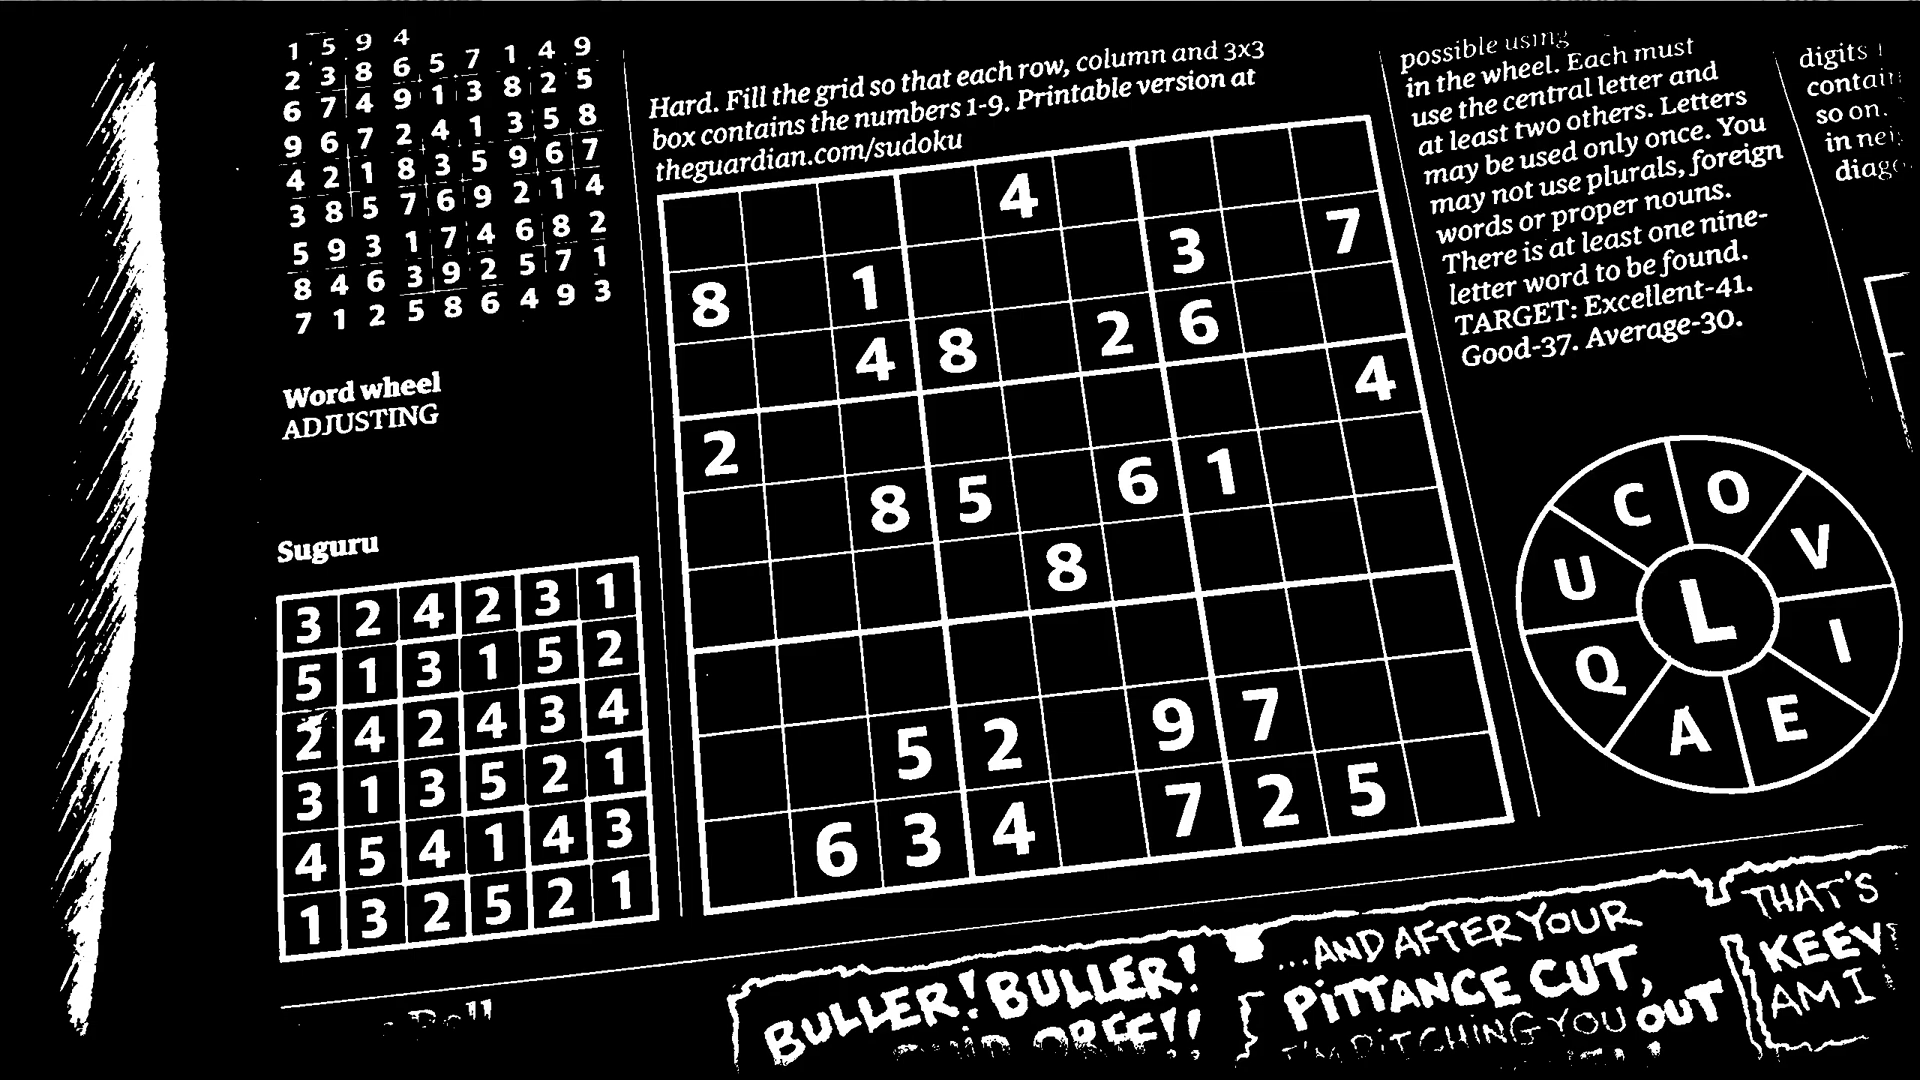 1 5 9 4
2 3 8 6 5 7 1 4 9
6 7 4 9 1 3 8 2 5
9 6 7 2 4 1 3 5 8
4 2 1 8 3 5 9 6 7
3 8 5 7 6 9 2 1 4
5 9 3 1 7 4 6 8 2
8 4 6 3 9 2 5 7 1
7 1 2 5 8 6 4 9 3
Word wheel
ADJUSTING
Suguru
3 2 4 2 3 1
5 1 3 1 5 2
2 4 2 4 3 4
3 1 3 5 2 1
4 5 4 1 4 3
1 3 2 5 2 1
Hard. Fill the grid so that each row, column and 3x3
box contains the numbers 1-9. Printable version at
theguardian.com/sudoku
4
8 1 3 7
4 8 2 6
2 4
8 5 6 1
8
5 2 9 7
6 3 4 7 2 5
possible using
in the wheel. Each must
use the central letter and
at least two others. Letters
may be used only once. You
may not use plurals, foreign
words or proper nouns.
There is at least one nine-
letter word to be found.
TARGET: Excellent-41.
Good-37. Average-30.
C O
U V
L
Q I
A E
digits
so on.
in
BULLER! BULLER!
...AND AFTER YOUR
PITTANCE CUT,
I'M PITCHING YOU OUT
THAT'S
AM I